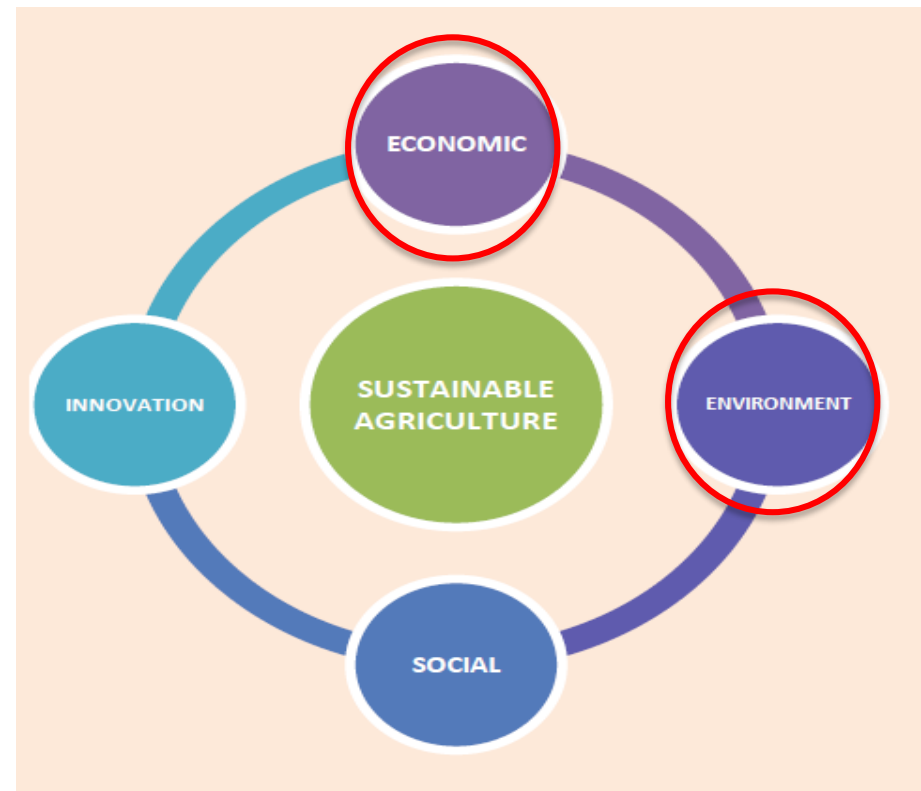 ECONOMIC
INNOVATION
SUSTAINABLE
AGRICULTURE
ENVIRONMENT
SOCIAL